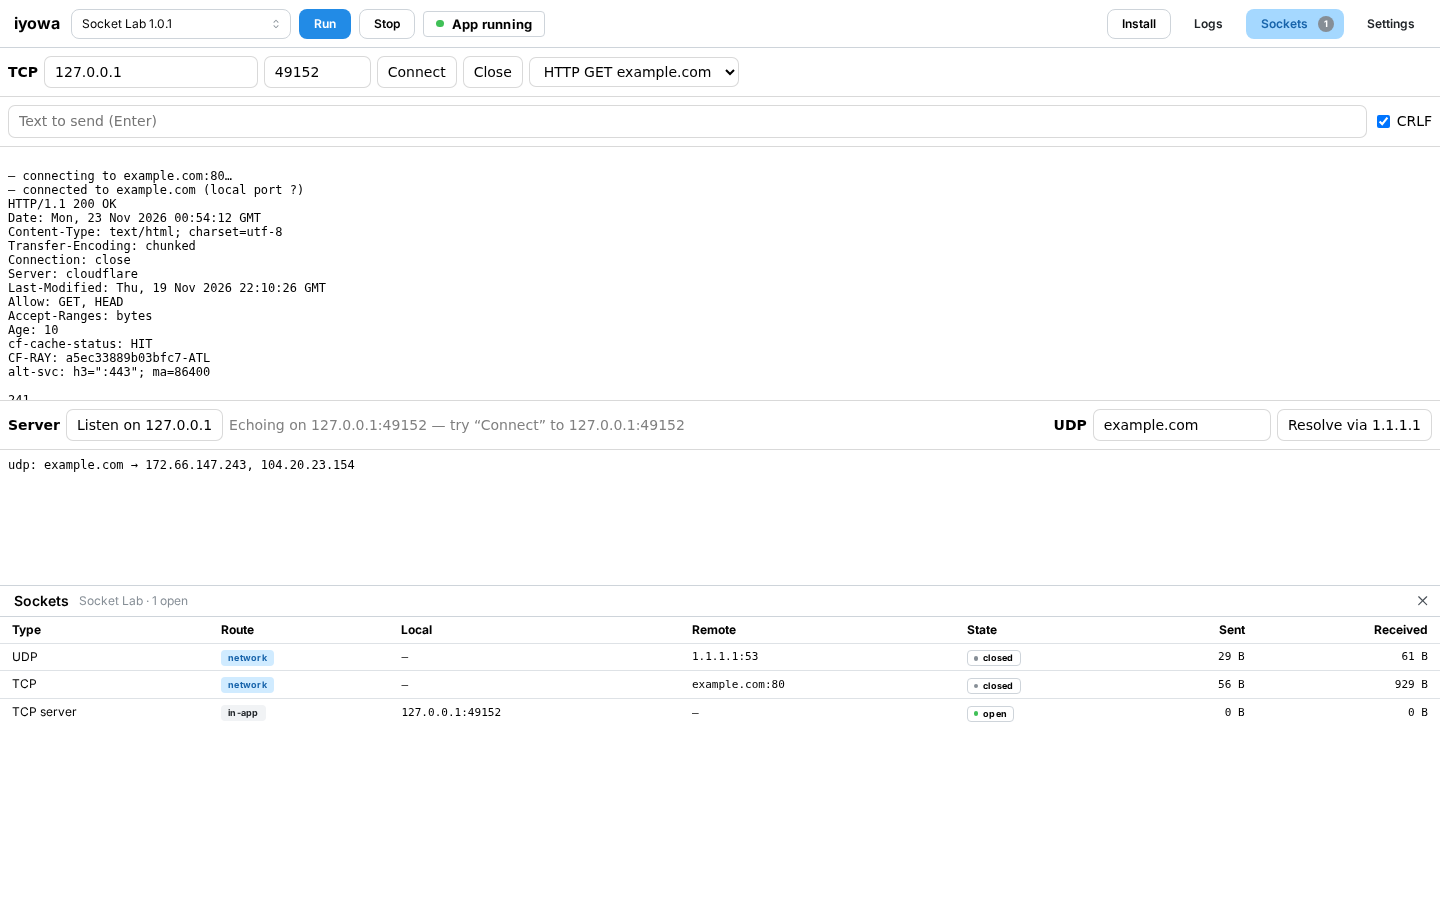 iyowa Socket Lab 1.0.1 Run Stop App running Install Logs Sockets 1 Settings
TCP 127.0.0.1 49152 Connect Close HTTP GET example.com
Text to send (Enter) CRLF
— connecting to example.com:80…
— connected to example.com (local port ?)
HTTP/1.1 200 OK
Date: Mon, 23 Nov 2026 00:54:12 GMT
Content-Type: text/html; charset=utf-8
Transfer-Encoding: chunked
Connection: close
Server: cloudflare
Last-Modified: Thu, 19 Nov 2026 22:10:26 GMT
Allow: GET, HEAD
Accept-Ranges: bytes
Age: 10
cf-cache-status: HIT
CF-RAY: a5ec33889b03bfc7-ATL
alt-svc: h3=":443"; ma=86400
241
Server Listen on 127.0.0.1 Echoing on 127.0.0.1:49152 — try “Connect” to 127.0.0.1:49152 UDP example.com Resolve via 1.1.1.1
udp: example.com → 172.66.147.243, 104.20.23.154
Sockets Socket Lab · 1 open
Type Route Local Remote State Sent Received
UDP network — 1.1.1.1:53 closed 29 B 61 B
TCP network — example.com:80 closed 56 B 929 B
TCP server in-app 127.0.0.1:49152 — open 0 B 0 B